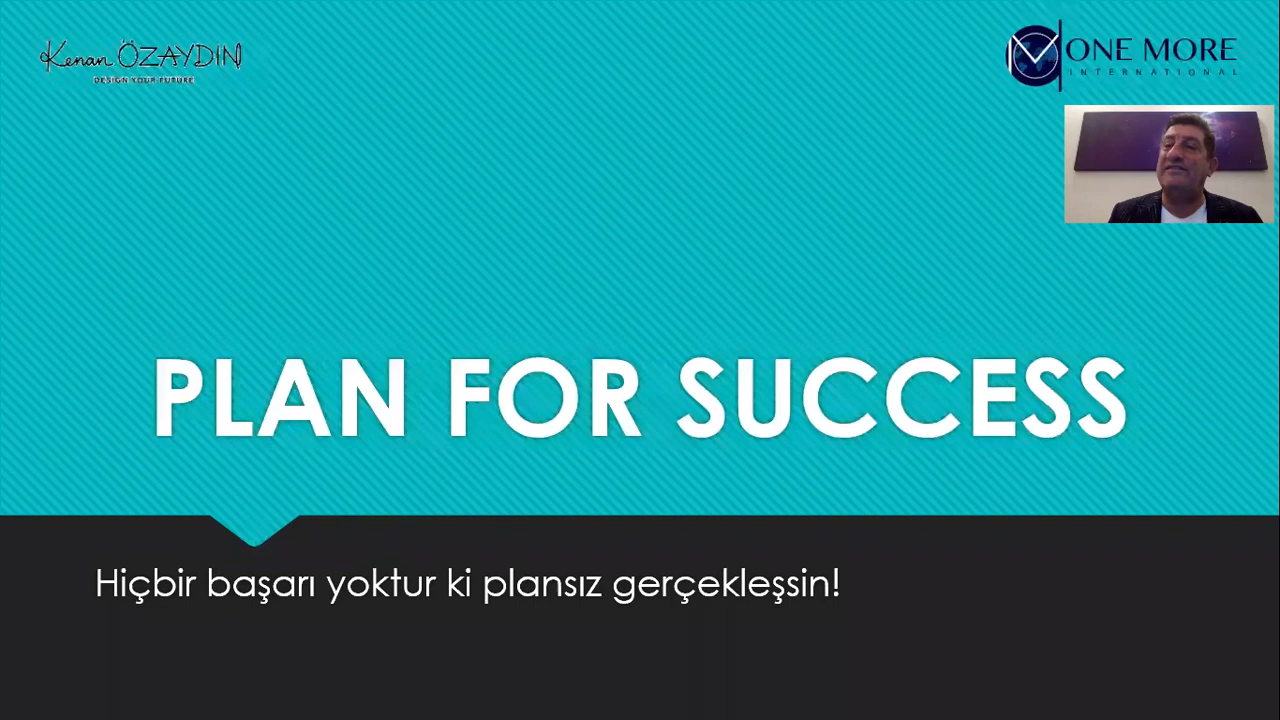 Kenan ÖZAYDIN
DESIGN YOUR FUTURE
ONE MORE
INTERNATIONAL
PLAN FOR SUCCESS
Hiçbir başarı yoktur ki plansız gerçekleşsin!